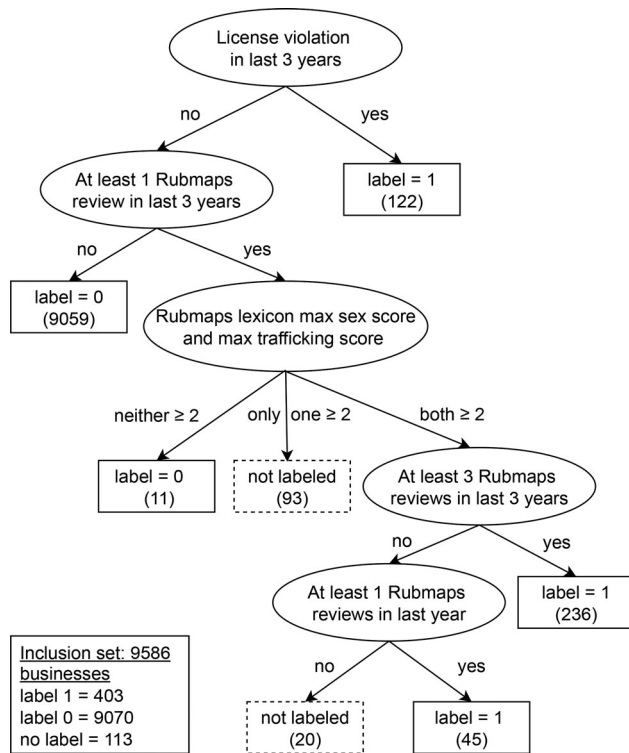 License violation
in last 3 years
no
yes
At least 1 Rubmaps
review in last 3 years
label = 1
(122)
no
yes
label = 0
(9059)
Rubmaps lexicon max sex score
and max trafficking score
neither ≥ 2
only one ≥ 2
both ≥ 2
label = 0
(11)
not labeled
(93)
At least 3 Rubmaps
reviews in last 3 years
no
yes
At least 1 Rubmaps
reviews in last year
label = 1
(236)
no
yes
not labeled
(20)
label = 1
(45)
Inclusion set: 9586
businesses
label 1 = 403
label 0 = 9070
no label = 113